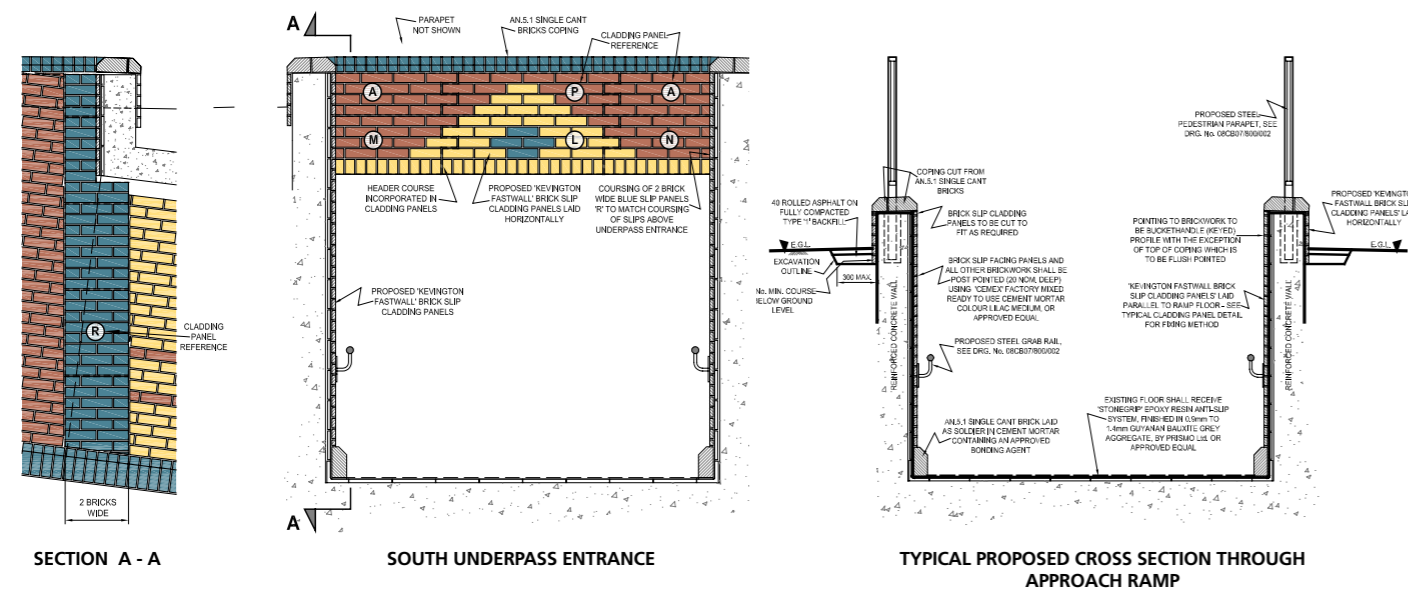 2 BRICKS
WIDE
R
CLADDING
PANEL
REFERENCE
SECTION A - A
A
PARAPET
NOT SHOWN
AN.5.1 SINGLE CANT
BRICKS COPING
CLADDING PANEL
REFERENCE
A
P
A
M
L
N
HEADER COURSE
INCORPORATED IN
CLADDING PANELS
PROPOSED 'KEVINGTON
FASTWALL' BRICK SLIP
CLADDING PANELS LAID
HORIZONTALLY
COURSING OF 2 BRICK
WIDE BLUE SLIP PANELS
'R' TO MATCH COURSING
OF SLIPS ABOVE
UNDERPASS ENTRANCE
PROPOSED 'KEVINGTON
FASTWALL' BRICK SLIP
CLADDING PANELS
A
SOUTH UNDERPASS ENTRANCE
PROPOSED STEEL
PEDESTRIAN PARAPET, SEE
DRG. No. 08CB07/800/002
COPING CUT FROM
AN.5.1 SINGLE CANT
BRICKS
40 ROLLED ASPHALT ON
FULLY COMPACTED
TYPE '1' BACKFILL
E.G.L.
EXCAVATION
OUTLINE
300 MAX.
No. MIN. COURSE
BELOW GROUND
LEVEL
BRICK SLIP CLADDING
PANELS TO BE CUT TO
FIT AS REQUIRED
BRICK SLIP FACING PANELS AND
ALL OTHER BRICKWORK SHALL BE
POST POINTED (20 NOM. DEEP)
USING 'CEMEX' FACTORY MIXED
READY TO USE CEMENT MORTAR
COLOUR LILAC MEDIUM, OR
APPROVED EQUAL
PROPOSED STEEL GRAB RAIL,
SEE DRG. No. 08CB07/800/002
REINFORCED CONCRETE WALL
AN.5.1 SINGLE CANT BRICK LAID
AS SOLDIER IN CEMENT MORTAR
CONTAINING AN APPROVED
BONDING AGENT
POINTING TO BRICKWORK TO
BE BUCKETHANDLE (KEYED)
PROFILE WITH THE EXCEPTION
OF TOP OF COPING WHICH IS
TO BE FLUSH POINTED
'KEVINGTON FASTWALL BRICK
SLIP CLADDING PANELS' LAID
PARALLEL TO RAMP FLOOR - SEE
TYPICAL CLADDING PANEL DETAIL
FOR FIXING METHOD
EXISTING FLOOR SHALL RECEIVE
'STONEGRIP' EPOXY RESIN ANTI-SLIP
SYSTEM, FINISHED IN 0.9mm TO
1.4mm GUYANAN BAUXITE GREY
AGGREGATE, BY PRISMO Ltd. OR
APPROVED EQUAL
REINFORCED CONCRETE WALL
PROPOSED 'KEVINGT
FASTWALL BRICK SLI
CLADDING PANELS' LA
HORIZONTALLY
E.G.L.
TYPICAL PROPOSED CROSS SECTION THROUGH
APPROACH RAMP